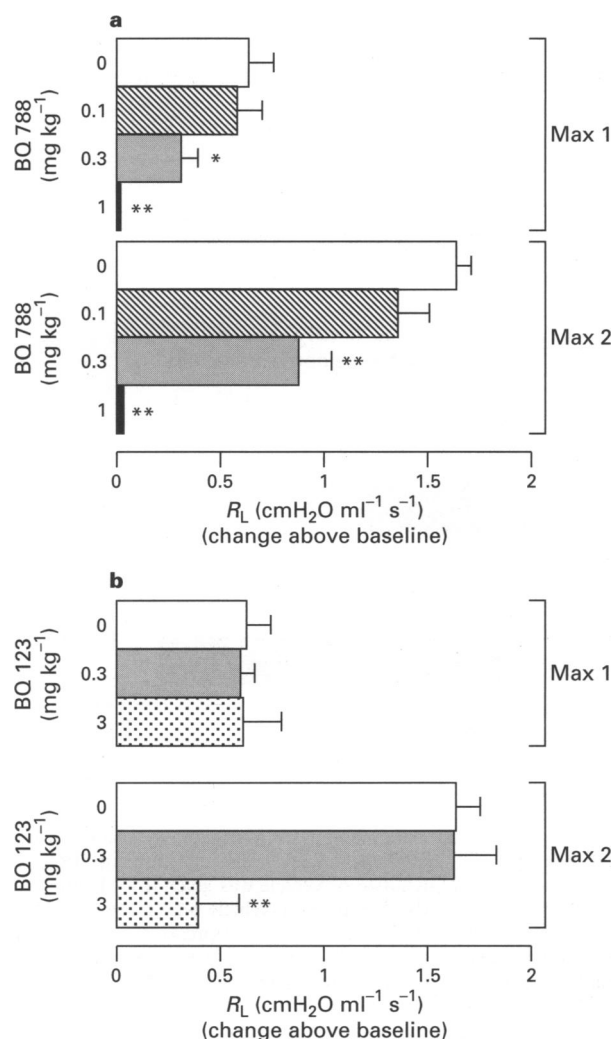 a
BQ 788
(mg kg⁻¹)
0
0.1
0.3
1
*
**
Max 1
BQ 788
(mg kg⁻¹)
0
0.1
0.3
1
**
**
Max 2
0 0.5 1 1.5 2
R_L (cmH₂O ml⁻¹ s⁻¹)
(change above baseline)
b
BQ 123
(mg kg⁻¹)
0
0.3
3
Max 1
BQ 123
(mg kg⁻¹)
0
0.3
3
**
Max 2
0 0.5 1 1.5 2
R_L (cmH₂O ml⁻¹ s⁻¹)
(change above baseline)